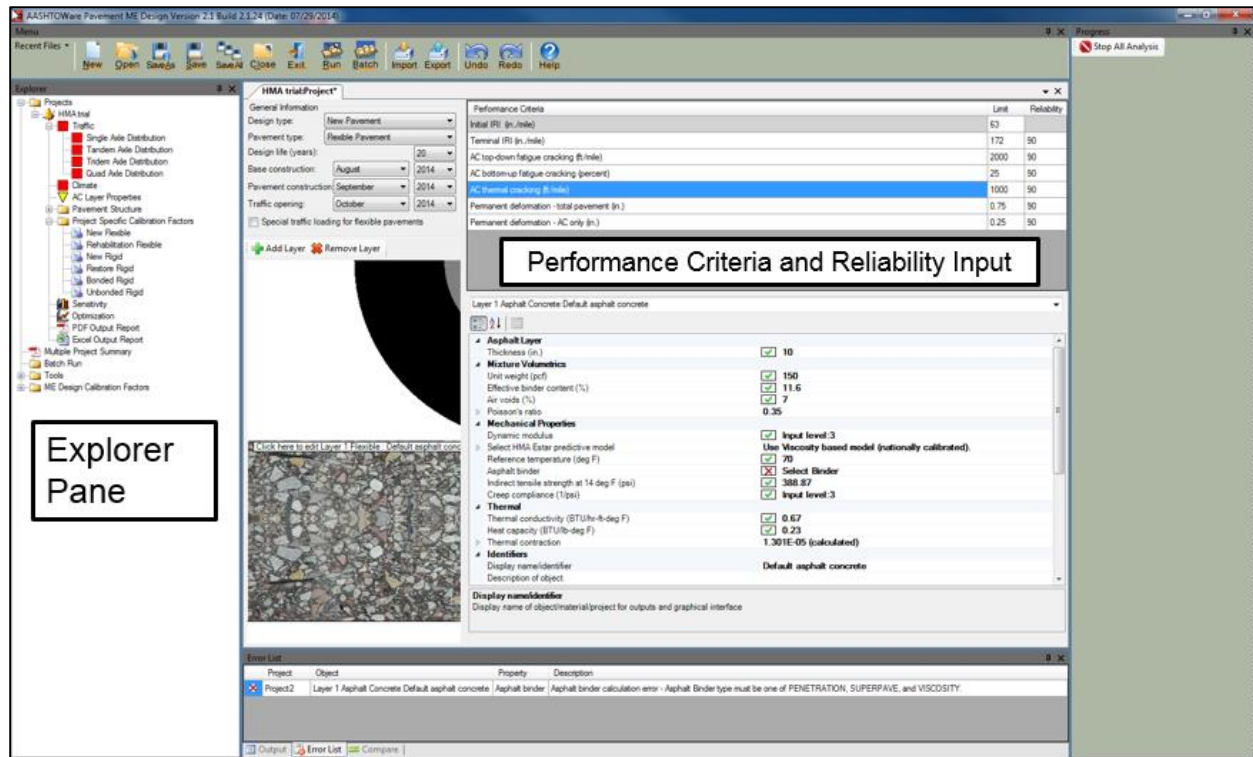 AASHTOWare Pavement ME Design Version 2.1 Build 2.1.24 (Date: 07/29/2014)
Menu
Recent Files
New Open SaveAs Save SaveAll Close Exit Run Batch Import Export Undo Redo Help
Progress
Stop All Analysis
Explorer
Projects
HMA trial
Traffic
Single Axle Distribution
Tandem Axle Distribution
Tridem Axle Distribution
Quad Axle Distribution
Climate
AC Layer Properties
Pavement Structure
Project Specific Calibration Factors
New Flexible
Rehabilitation Flexible
New Rigid
Restore Rigid
Bonded Rigid
Unbonded Rigid
Sensitivity
Optimization
PDF Output Report
Excel Output Report
Multiple Project Summary
Batch Run
Tools
ME Design Calibration Factors
Explorer
Pane
HMA trial:Project*
General Information
Design type: New Pavement
Pavement type: Flexible Pavement
Design life (years): 20
Base construction: August 2014
Pavement construction: September 2014
Traffic opening: October 2014
Special traffic loading for flexible pavements
Add Layer Remove Layer
Click here to edit Layer 1 Flexible : Default asphalt conc
Performance Criteria Limit Reliability
Initial IRI (in./mile) 63
Terminal IRI (in./mile) 172 90
AC top-down fatigue cracking (ft/mile) 2000 90
AC bottom-up fatigue cracking (percent) 25 90
AC thermal cracking (ft/mile) 1000 90
Permanent deformation - total pavement (in.) 0.75 90
Permanent deformation - AC only (in.) 0.25 90
Performance Criteria and Reliability Input
Layer 1 Asphalt Concrete:Default asphalt concrete
Asphalt Layer
Thickness (in.) 10
Mixture Volumetrics
Unit weight (pcf) 150
Effective binder content (%) 11.6
Air voids (%) 7
Poisson's ratio 0.35
Mechanical Properties
Dynamic modulus Input level:3
Select HMA Estar predictive model Use Viscosity based model (nationally calibrated).
Reference temperature (deg F) 70
Asphalt binder Select Binder
Indirect tensile strength at 14 deg F (psi) 388.87
Creep compliance (1/psi) Input level:3
Thermal
Thermal conductivity (BTU/hr-ft-deg F) 0.67
Heat capacity (BTU/lb-deg F) 0.23
Thermal contraction 1.301E-05 (calculated)
Identifiers
Display name/identifier Default asphalt concrete
Description of object
Display name/identifier
Display name of object/material/project for outputs and graphical interface
Error List
Project Object Property Description
Project2 Layer 1 Asphalt Concrete:Default asphalt concrete Asphalt binder Asphalt binder calculation error - Asphalt Binder type must be one of PENETRATION, SUPERPAVE, and VISCOSITY.
Output Error List Compare